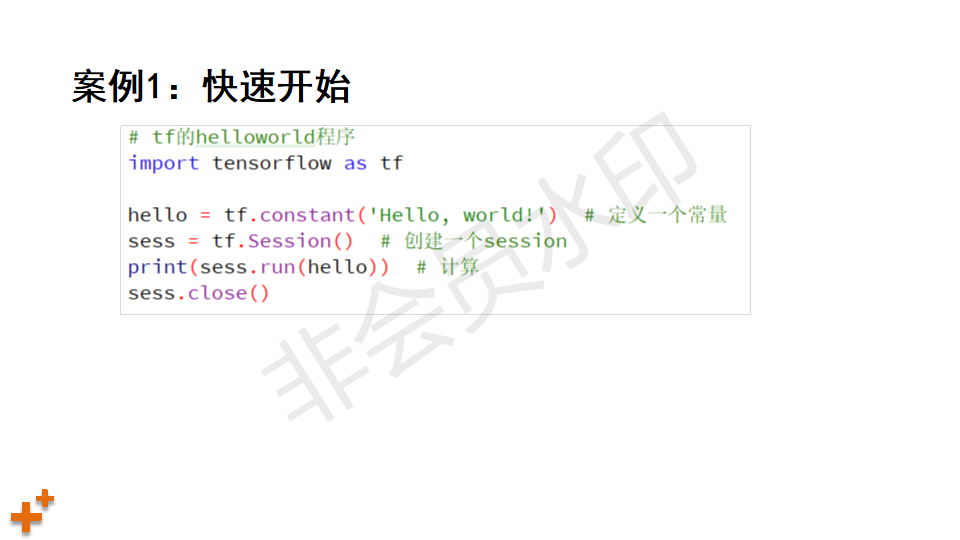 案例1：快速开始
# tf的helloworld程序
import tensorflow as tf
hello = tf.constant('Hello, world!')  # 定义一个常量
sess = tf.Session()  # 创建一个session
print(sess.run(hello))  # 计算
sess.close()
非会员水印